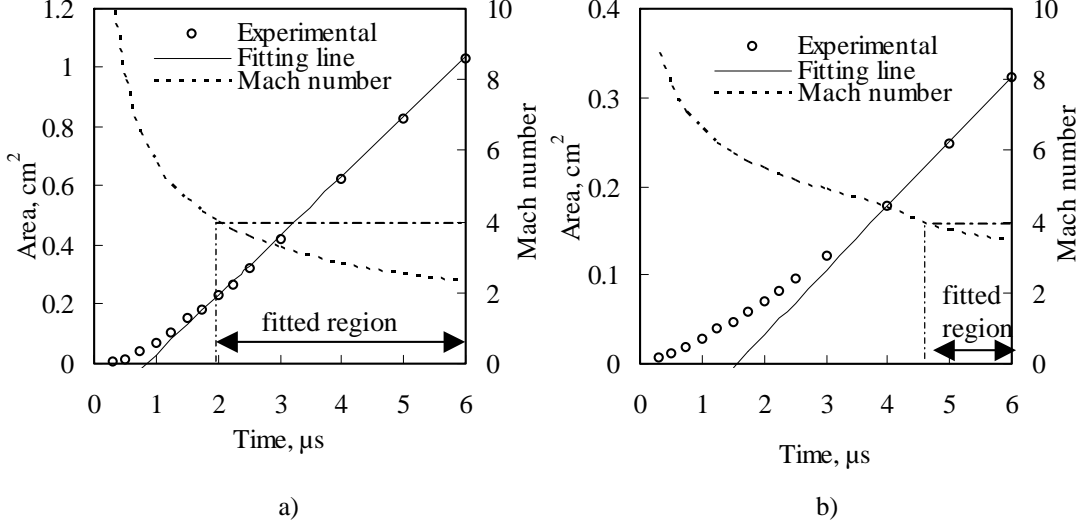 1.2
1
0.8
0.6
0.4
0.2
0
Area, cm2
10
8
6
4
2
0
Mach number
Experimental
Fitting line
Mach number
fitted region
0 1 2 3 4 5 6
Time, µs
a)
0.4
0.3
0.2
0.1
0
Area, cm2
10
8
6
4
2
0
Mach number
Experimental
Fitting line
Mach number
fitted
region
0 1 2 3 4 5 6
Time, µs
b)